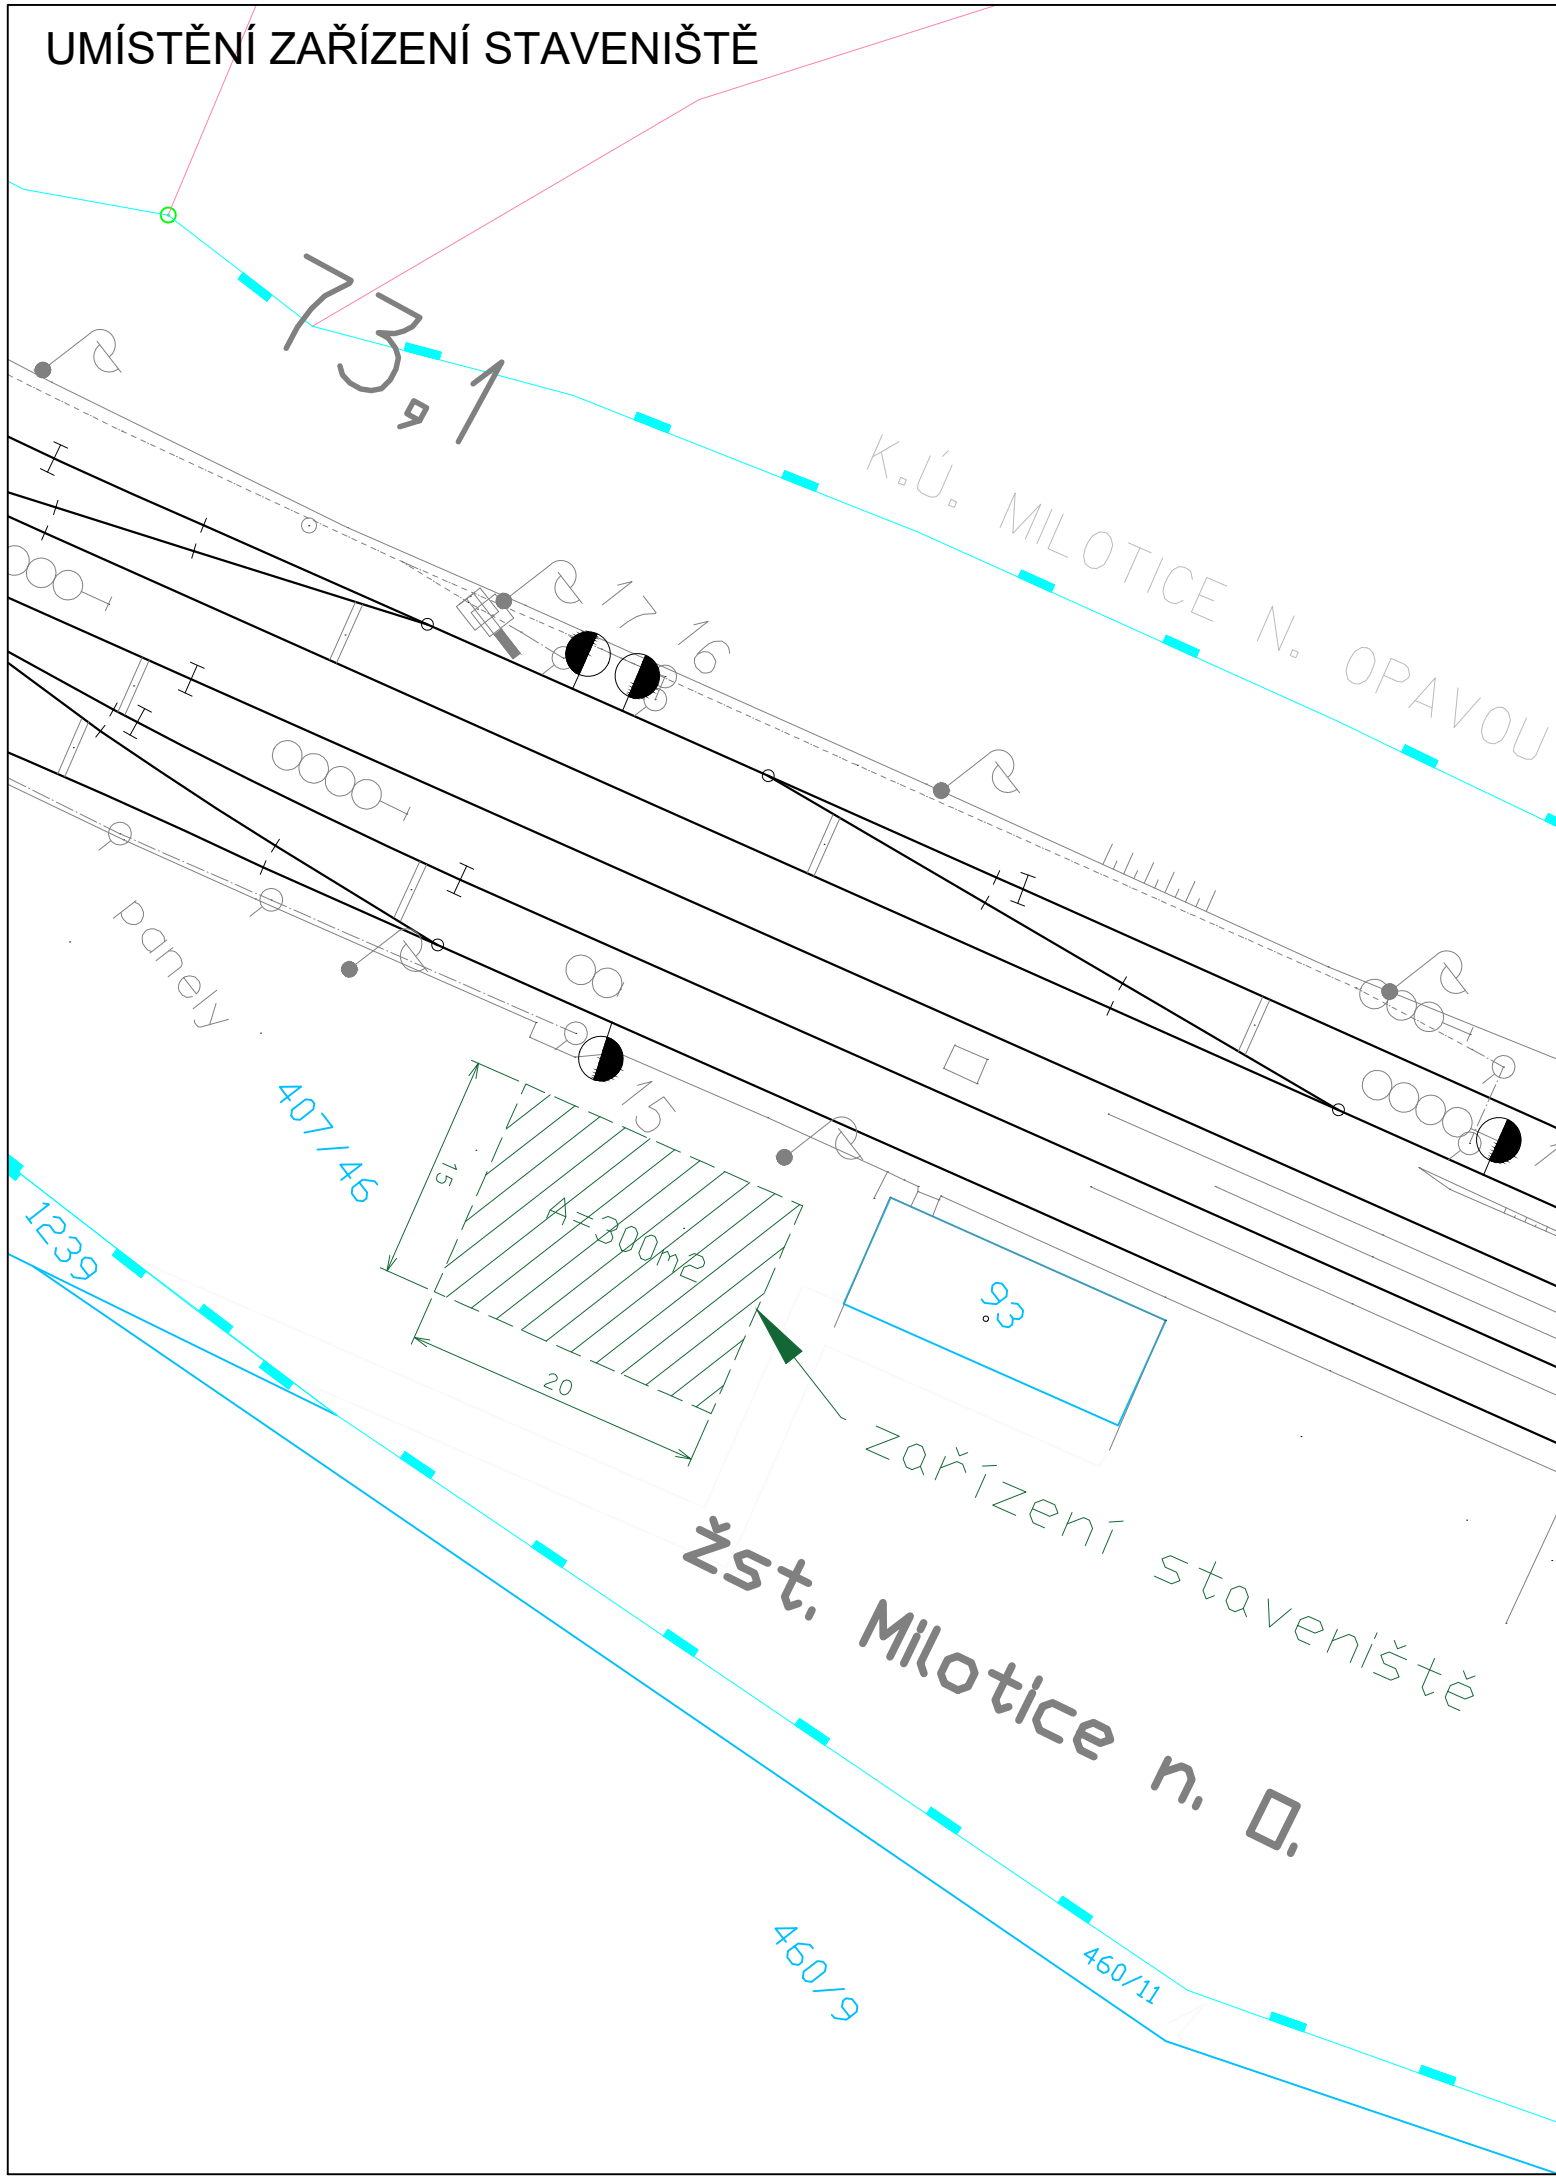 UMÍSTĚNÍ ZAŘÍZENÍ STAVENIŠTĚ
73,1
K.Ú. MILOTICE N. OPAVOU
17
16
panely
15
407/46
1239
15
A=300m2
20
93
zařízení staveniště
žst. Milotice n. O.
460/9
460/11